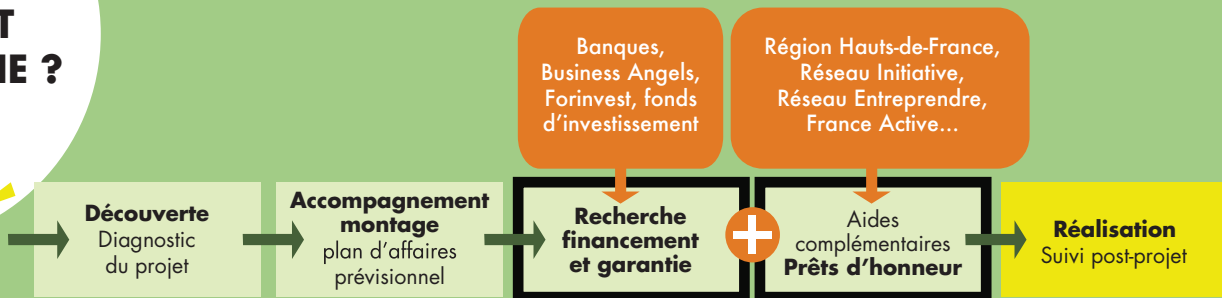 T
IE ?
Banques,
Business Angels,
Forinvest, fonds
d'investissement
Région Hauts-de-France,
Réseau Initiative,
Réseau Entreprendre,
France Active...
Découverte
Diagnostic
du projet
Accompagnement
montage
plan d'affaires
prévisionnel
Recherche
financement
et garantie
+
Aides
complémentaires
Prêts d'honneur
Réalisation
Suivi post-projet